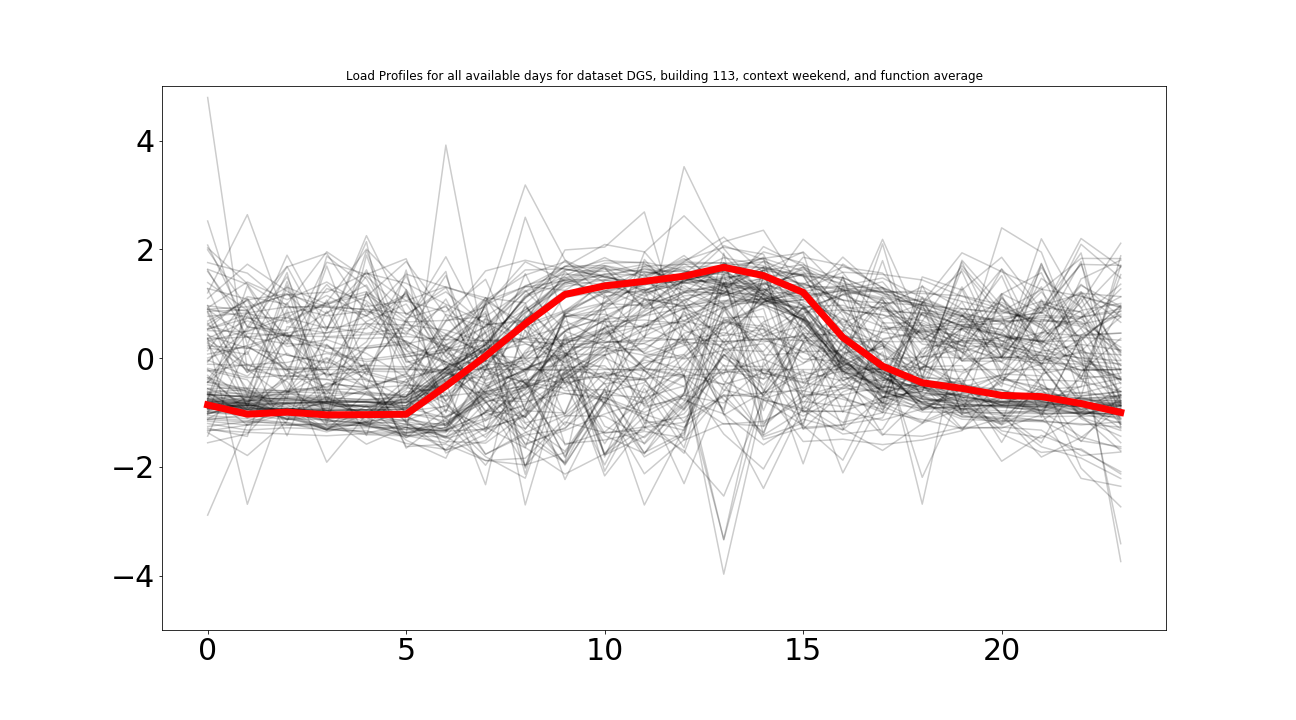 Load Profiles for all available days for dataset DGS, building 113, context weekend, and function average
4
2
0
−2
−4
0 5 10 15 20